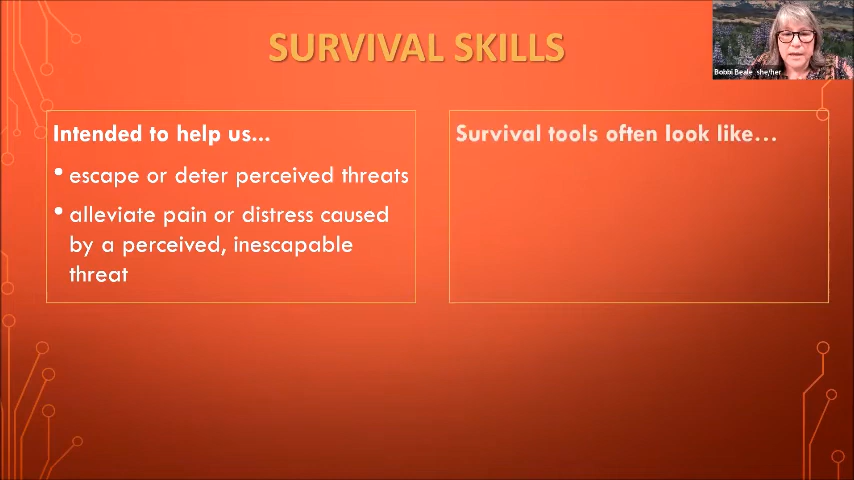 SURVIVAL SKILLS
Bobbi Beale she/her
Intended to help us...
• escape or deter perceived threats
• alleviate pain or distress caused
by a perceived, inescapable
threat
Survival tools often look like...